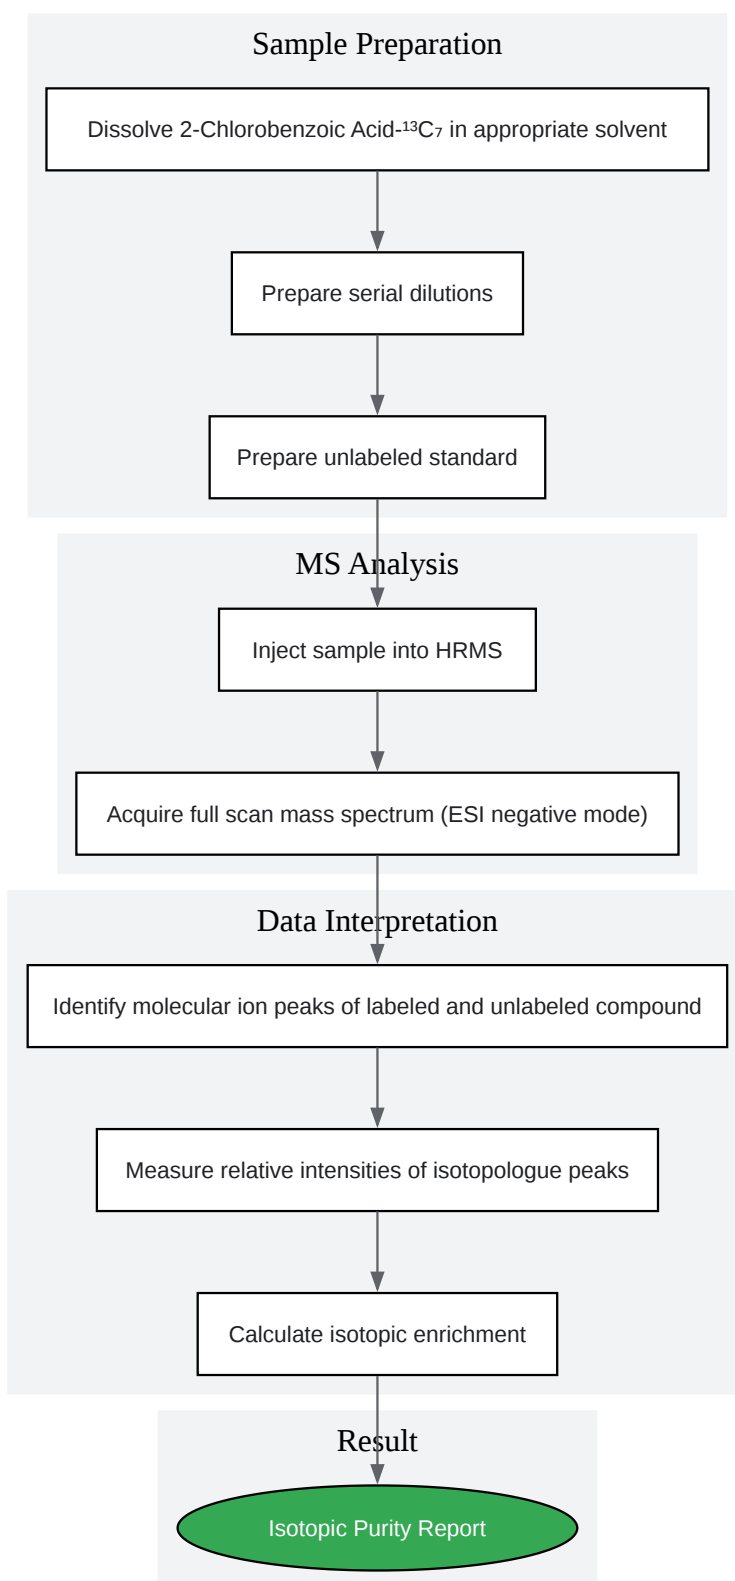 Sample Preparation
Dissolve 2-Chlorobenzoic Acid-¹³C₇ in appropriate solvent
Prepare serial dilutions
Prepare unlabeled standard
MS Analysis
Inject sample into HRMS
Acquire full scan mass spectrum (ESI negative mode)
Data Interpretation
Identify molecular ion peaks of labeled and unlabeled compound
Measure relative intensities of isotopologue peaks
Calculate isotopic enrichment
Result
Isotopic Purity Report